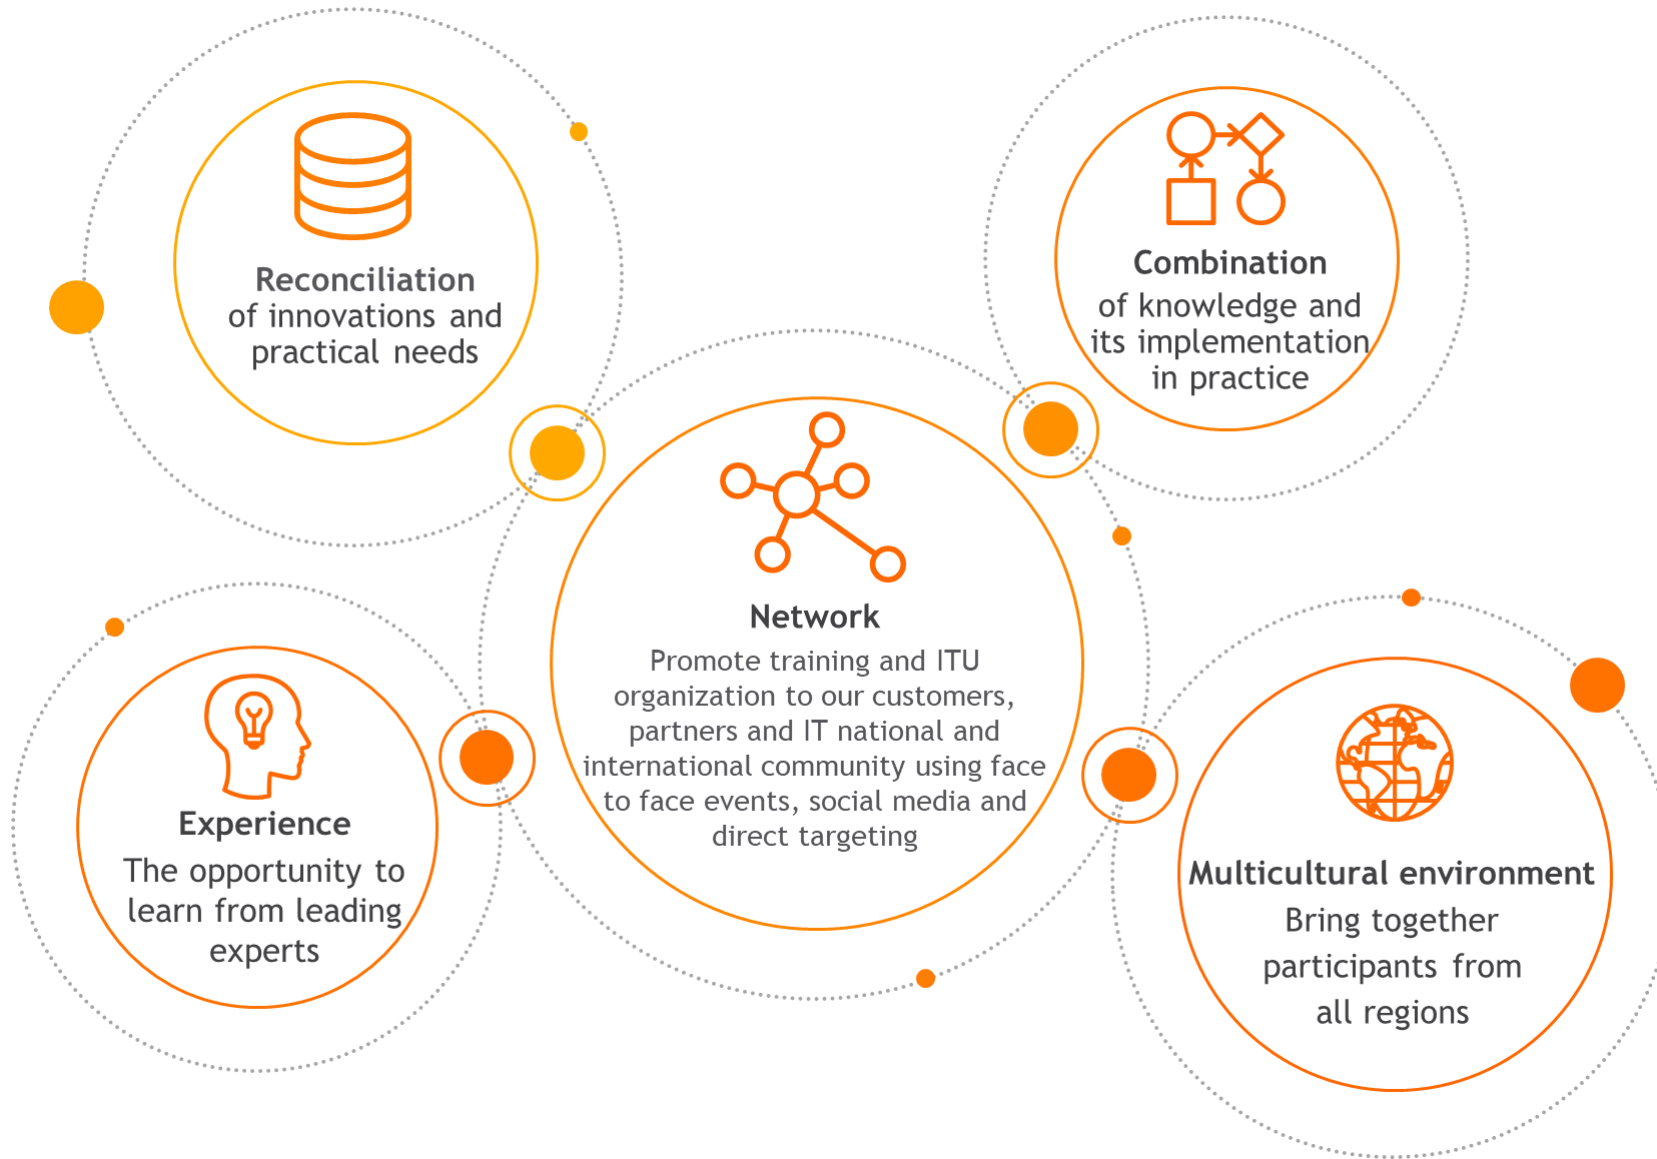 Reconciliation
of innovations and
practical needs
Combination
of knowledge and
its implementation
in practice
Network
Promote training and ITU
organization to our customers,
partners and IT national and
international community using face
to face events, social media and
direct targeting
Experience
The opportunity to
learn from leading
experts
Multicultural environment
Bring together
participants from
all regions